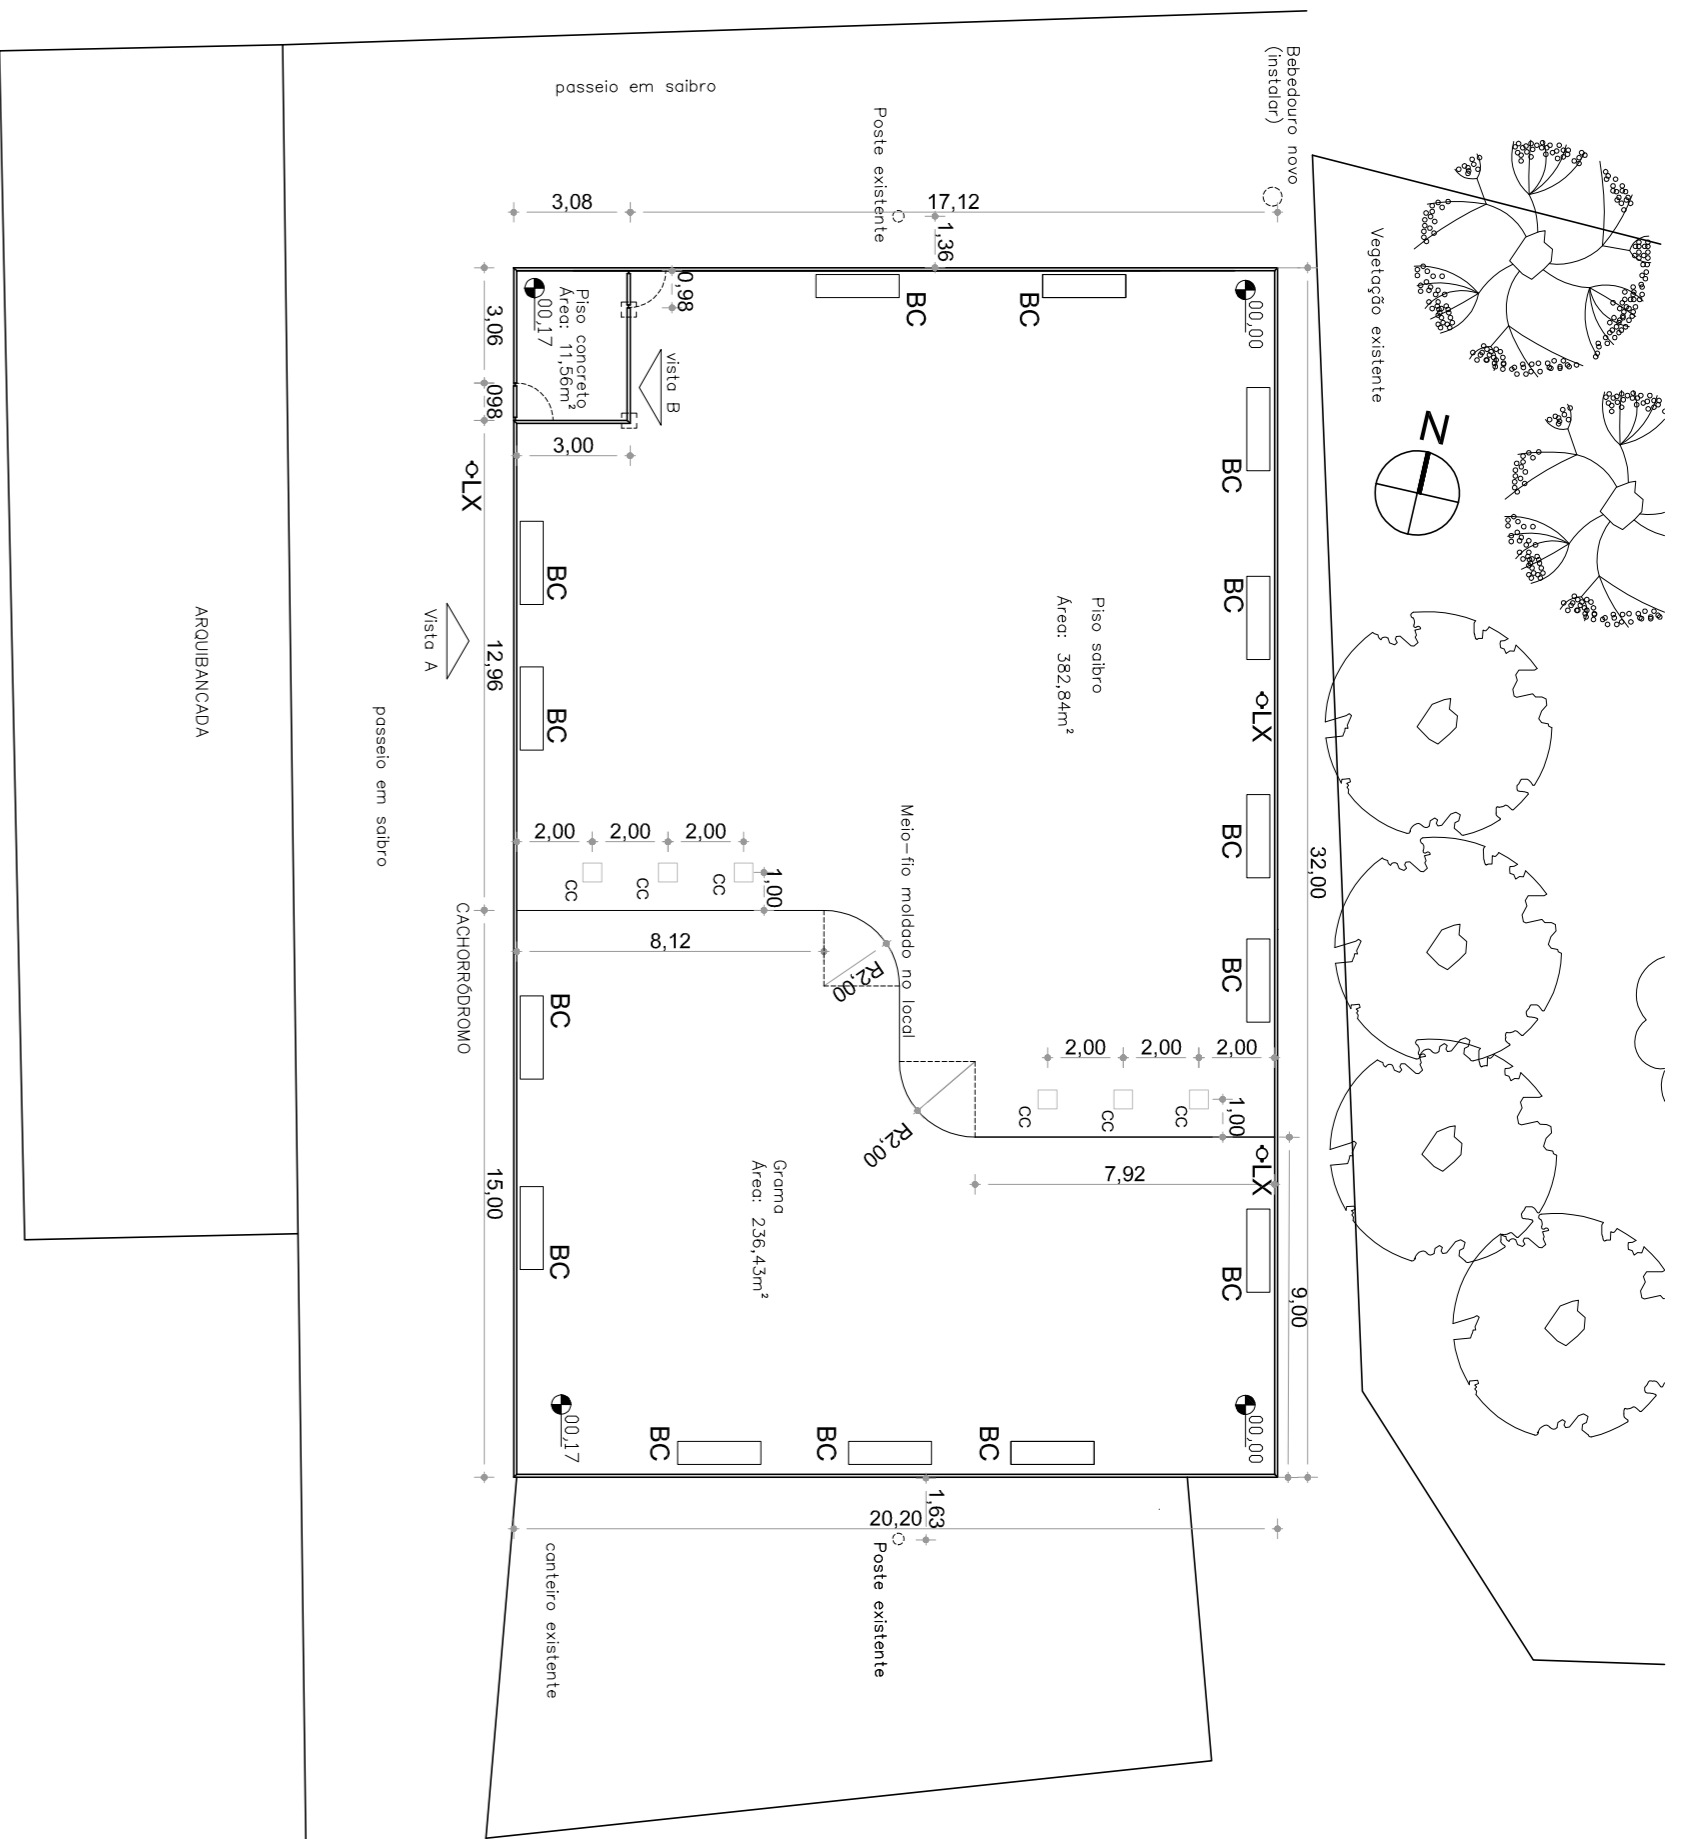 passeio em saibro
Poste existente
Bebedouro novo
(instalar)
Vegetação existente
3,08
17,12
1,36
0,98
3,06
098
3,00
Piso concreto
Área: 11,56m²
00,17
vista B
BC
BC
00,00
BC
BC
LX
BC
BC
LX
BC
N
LX
BC
BC
Vista A
12,96
ARQUIBANCADA
passeio em saibro
Piso saibro
Área: 382,84m²
32,00
2,00
2,00
2,00
1,00
CC
CC
CC
Meio-fio moldado no local
8,12
R2,00
CACHORRÓDROMO
BC
BC
15,00
2,00
2,00
2,00
1,00
CC
CC
CC
R2,00
7,92
9,00
Grama
Área: 236,43m²
00,17
BC
BC
BC
00,00
1,63
20,20
Poste existente
canteiro existente